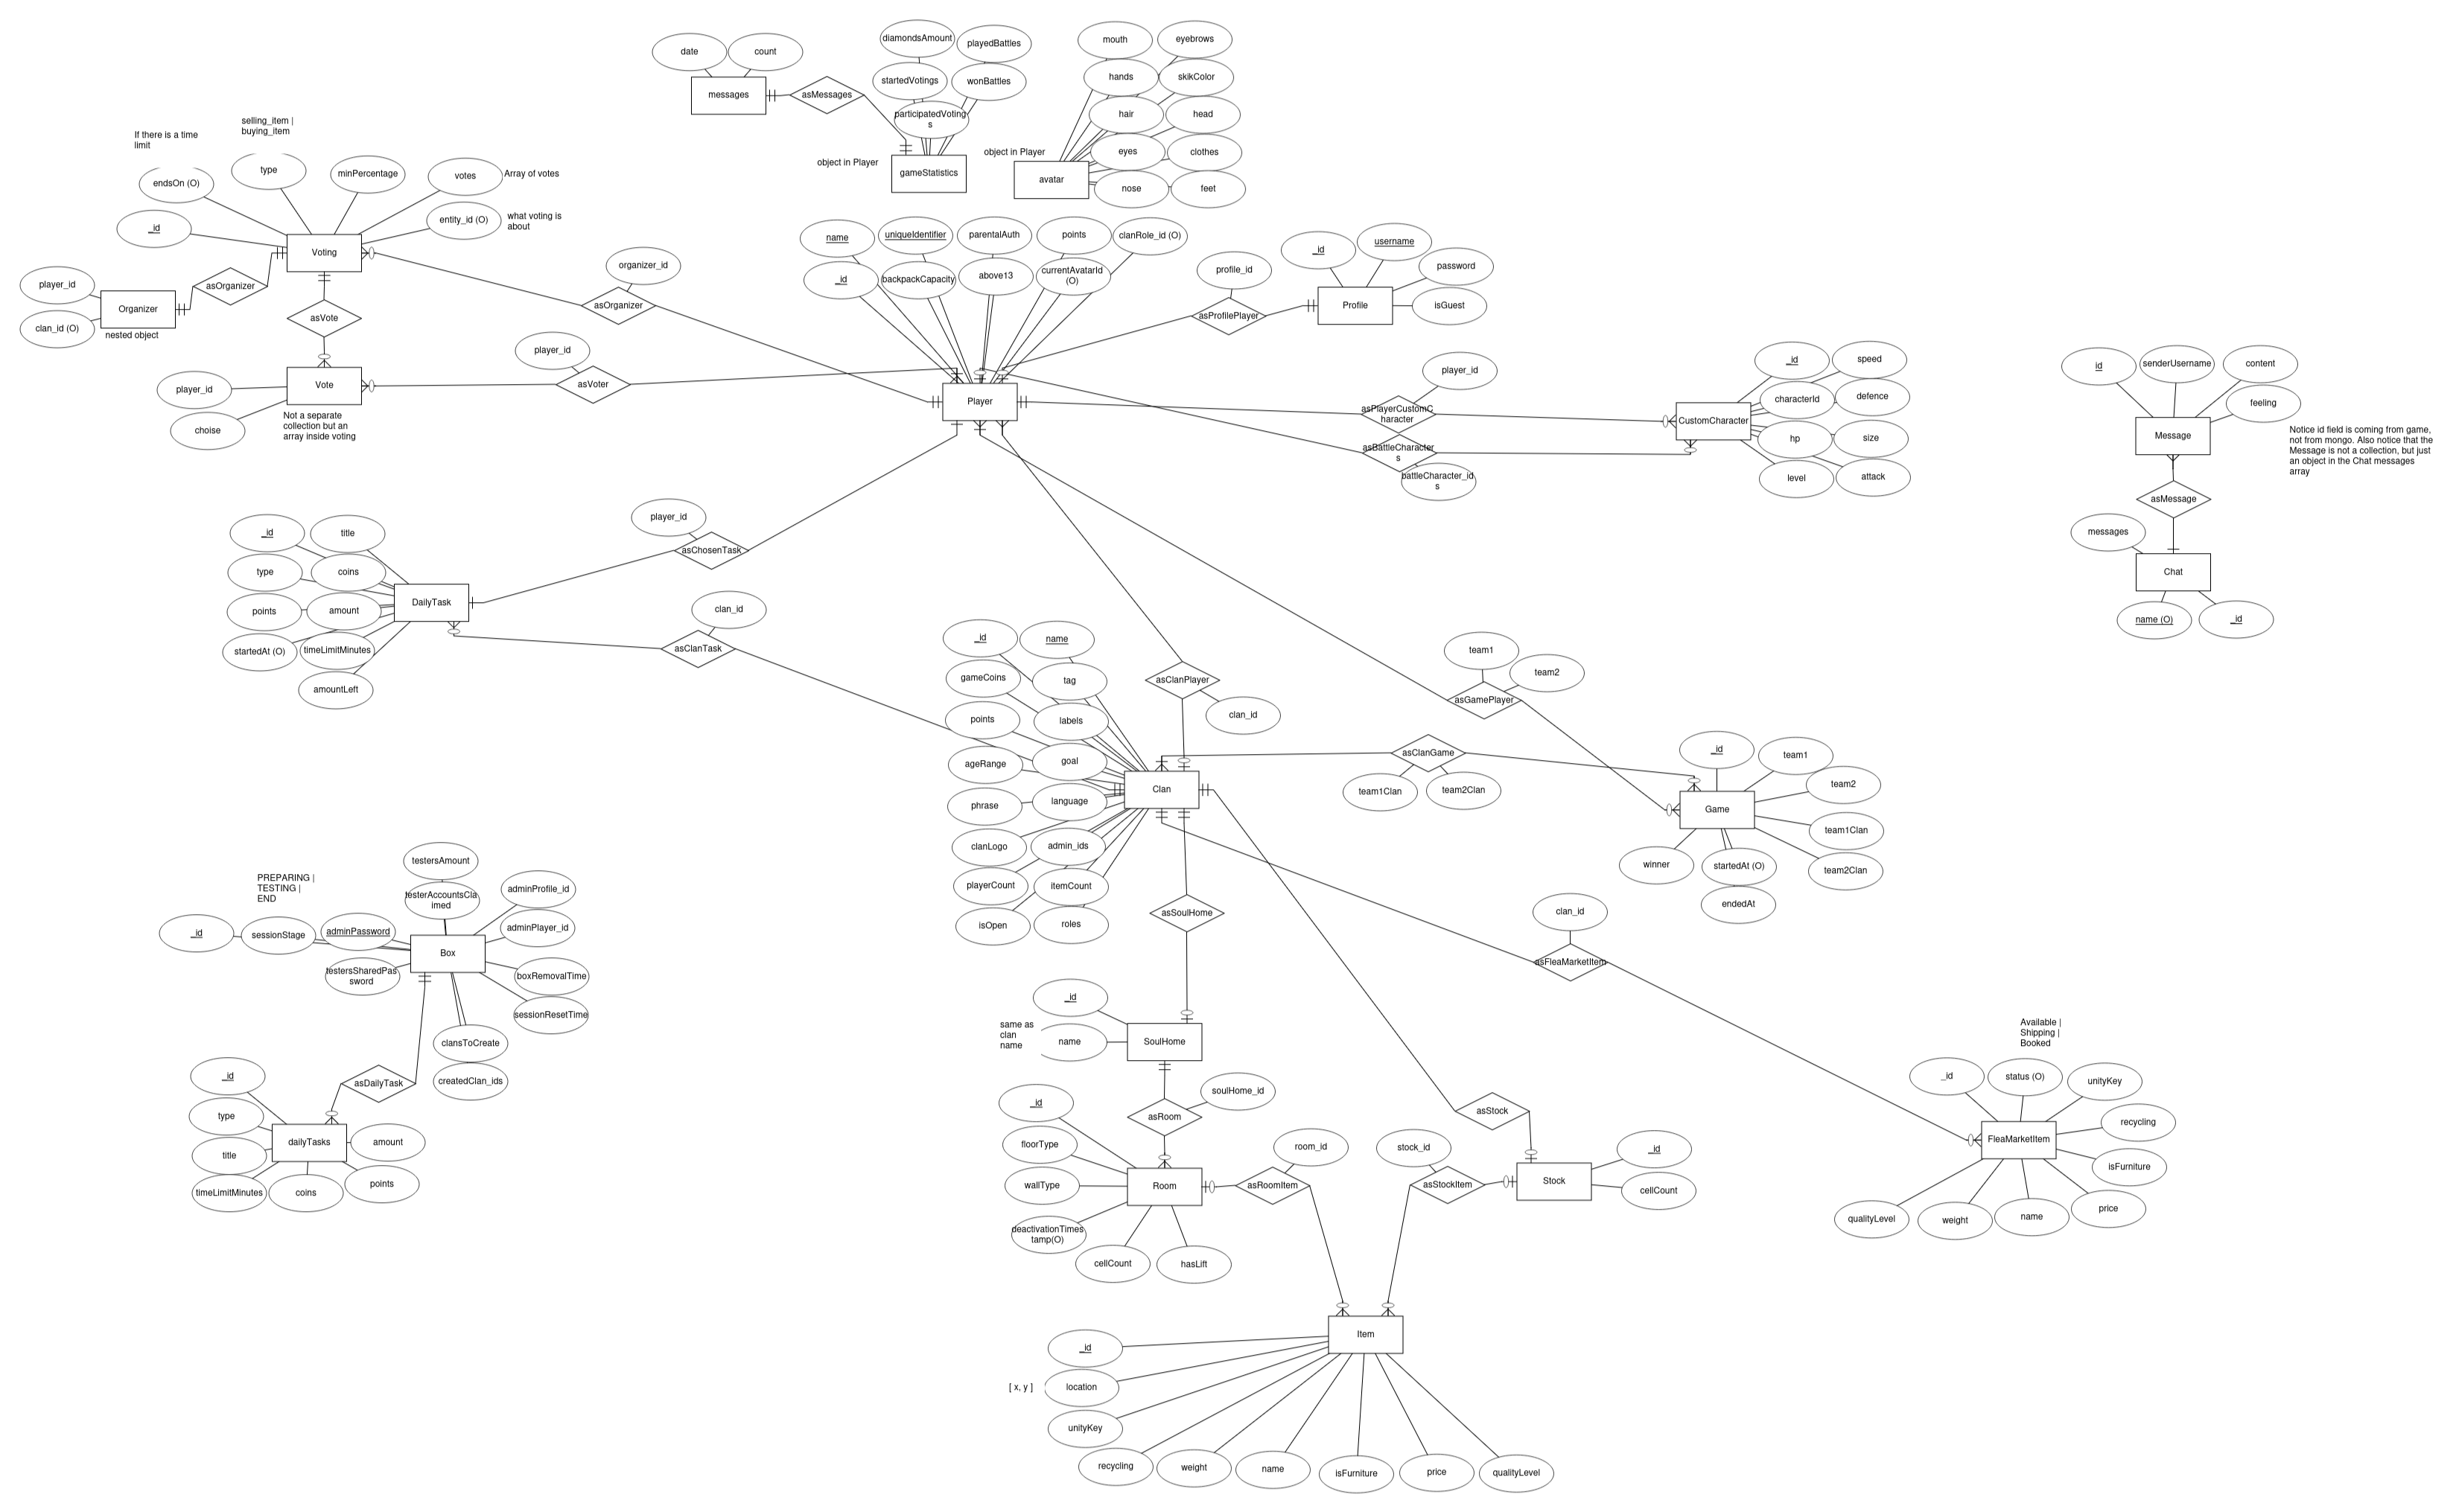 date
count
messages
asMessages
diamondsAmount
playedBattles
startedVotings
wonBattles
participatedVoting
s
object in Player
gameStatistics
mouth
eyebrows
hands
skikColor
hair
head
eyes
clothes
nose
feet
object in Player
avatar
If there is a time
limit
selling_item |
buying_item
endsOn (O)
type
minPercentage
votes
Array of votes
_id
entity_id (O)
what voting is
about
Voting
player_id
clan_id (O)
Organizer
nested object
asOrganizer
asVote
player_id
choise
Vote
Not a separate
collection but an
array inside voting
organizer_id
asOrganizer
player_id
asVoter
name
uniqueIdentifier
parentalAuth
points
clanRole_id (O)
_id
backpackCapacity
above13
currentAvatarId
(O)
Player
profile_id
asProfilePlayer
_id
username
password
isGuest
Profile
player_id
asPlayerCustomC
haracter
asBattleCharacter
s
battleCharacter_id
s
_id
speed
characterId
defence
hp
size
level
attack
CustomCharacter
id
senderUsername
content
feeling
Message
Notice id field is coming from game,
not from mongo. Also notice that the
Message is not a collection, but just
an object in the Chat messages
array
asMessage
messages
Chat
name (O)
_id
_id
title
type
coins
points
amount
startedAt (O)
timeLimitMinutes
amountLeft
DailyTask
player_id
asChosenTask
clan_id
asClanTask
_id
name
gameCoins
tag
points
labels
ageRange
goal
phrase
language
clanLogo
admin_ids
playerCount
itemCount
isOpen
roles
Clan
asClanPlayer
clan_id
team1
team2
asGamePlayer
asClanGame
team1Clan
team2Clan
_id
team1
team2
team1Clan
team2Clan
winner
startedAt (O)
endedAt
Game
testersAmount
PREPARING |
TESTING |
END
testerAccountsCla
imed
adminProfile_id
_id
sessionStage
adminPassword
adminPlayer_id
Box
testersSharedPas
sword
boxRemovalTime
sessionResetTime
clansToCreate
createdClan_ids
asDailyTask
_id
type
title
timeLimitMinutes
coins
points
amount
dailyTasks
asSoulHome
_id
same as
clan
name
name
SoulHome
soulHome_id
asRoom
_id
floorType
wallType
deactivationTimes
tamp(O)
cellCount
hasLift
Room
room_id
asRoomItem
stock_id
asStockItem
asStock
_id
cellCount
Stock
clan_id
asFleaMarketItem
Available |
Shipping |
Booked
_id
status (O)
unityKey
recycling
isFurniture
price
name
weight
qualityLevel
FleaMarketItem
Item
_id
[ x, y ]
location
unityKey
recycling
weight
name
isFurniture
price
qualityLevel